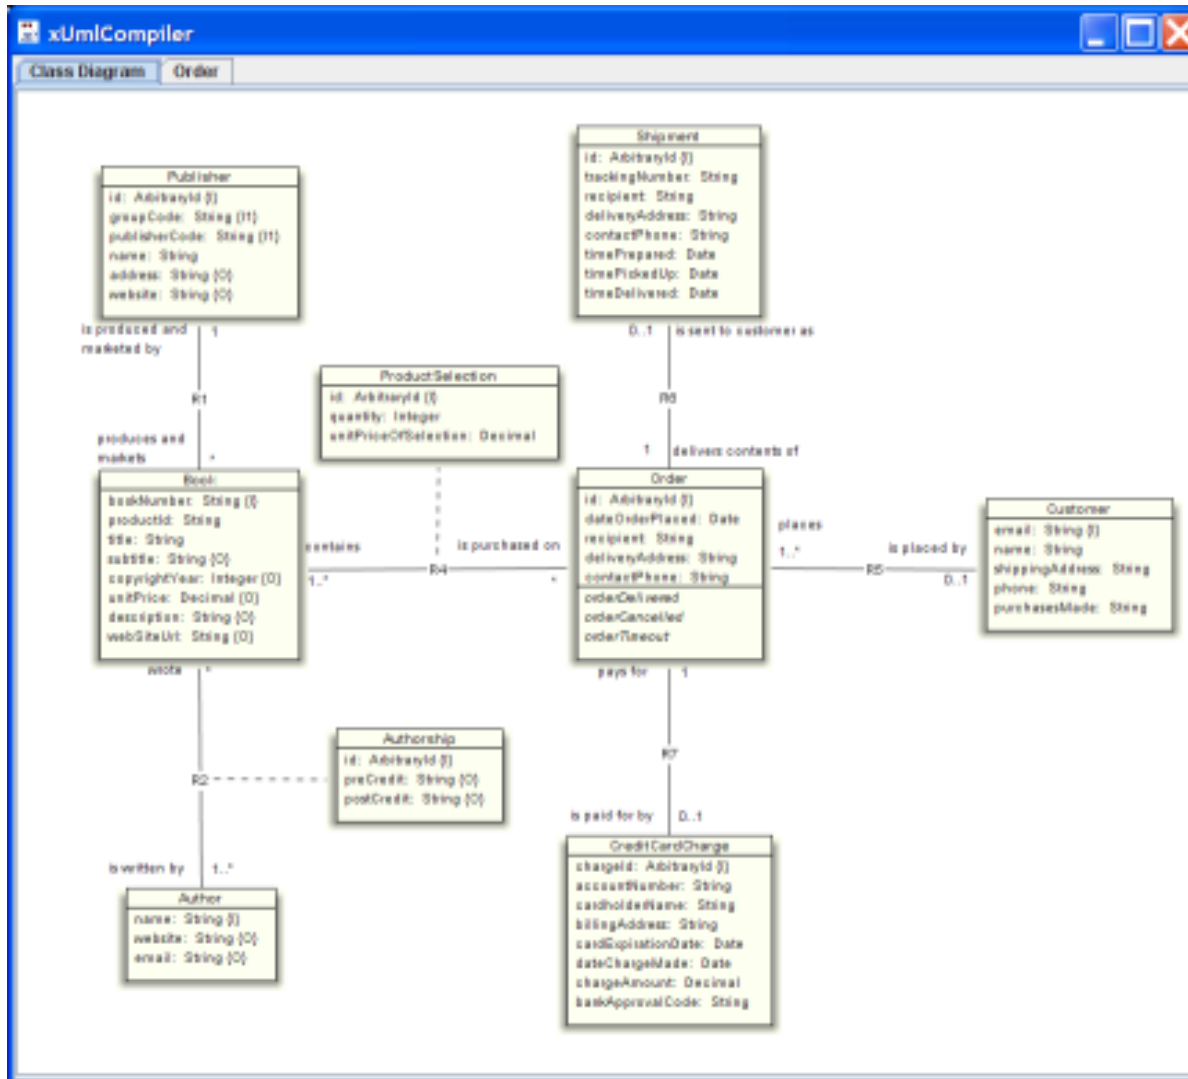 xUmlCompiler
Class Diagram
Order
Shipment
id: ArbitraryId {I}
trackingNumber: String
recipient: String
deliveryAddress: String
contactPhone: String
timePrepared: Date
timePickedUp: Date
timeDelivered: Date
Publisher
id: ArbitraryId {I}
groupCode: String {I1}
publisherCode: String {I1}
name: String
address: String {O}
website: String {O}
is produced and
marketed by
1
R1
produces and
markets
*
0..1
is sent to customer as
R6
1
delivers contents of
ProductSelection
id: ArbitraryId {I}
quantity: Integer
unitPriceOfSelection: Decimal
Book
bookNumber: String {I}
productId: String
title: String
subtitle: String {O}
copyrightYear: Integer {O}
unitPrice: Decimal {O}
description: String {O}
webSiteUrl: String {O}
contains
1..*
R4
is purchased on
*
Order
id: ArbitraryId {I}
dateOrderPlaced: Date
recipient: String
deliveryAddress: String
contactPhone: String
orderDelivered
orderCancelled
orderTimeout
places
1..*
R5
is placed by
0..1
Customer
email: String {I}
name: String
shippingAddress: String
phone: String
purchasesMade: String
wrote
*
R2
is written by
1..*
Authorship
id: ArbitraryId {I}
preCredit: String {O}
postCredit: String {O}
pays for
1
R7
is paid for by
0..1
Author
name: String {I}
website: String {O}
email: String {O}
CreditCardCharge
chargeId: ArbitraryId {I}
accountNumber: String
cardholderName: String
billingAddress: String
cardExpirationDate: Date
dateChargeMade: Date
chargeAmount: Decimal
bankApprovalCode: String